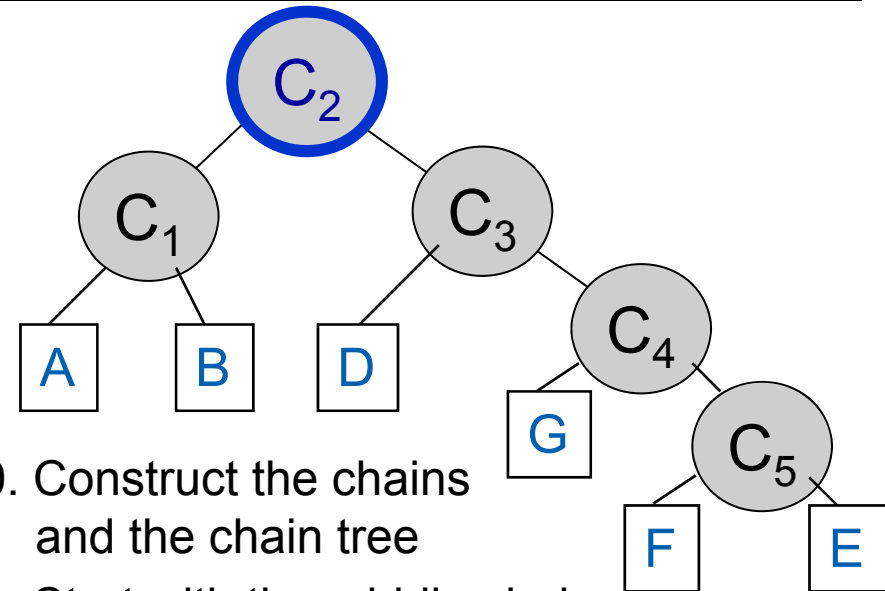 C₂
C₁
C₃
A
B
D
C₄
G
C₅
F
E
. Construct the chains
and the chain tree